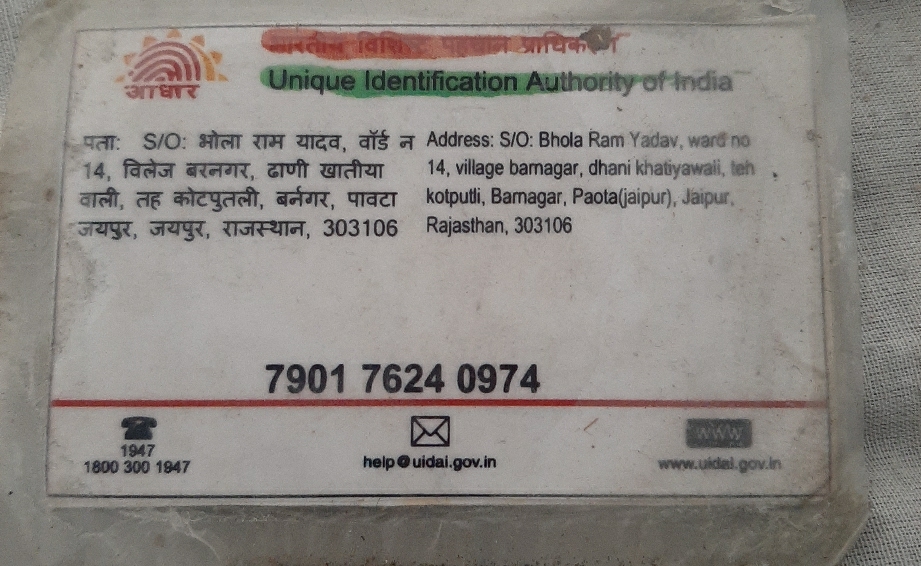 भारतीय विशिष्ट पहचान प्राधिकरण
Unique Identification Authority of India
आधार
पता: S/O: भोला राम यादव, वॉर्ड न
14, विलेज बरनगर, ढाणी खातीया
वाली, तह कोटपुतली, बर्नगर, पावटा
जयपुर, जयपुर, राजस्थान, 303106
Address: S/O: Bhola Ram Yadav, ward no
14, village barnagar, dhani khatiyawali, teh
kotputli, Barnagar, Paota(jaipur), Jaipur,
Rajasthan, 303106
7901 7624 0974
1947
1800 300 1947
help@uidai.gov.in
www
www.uidai.gov.in